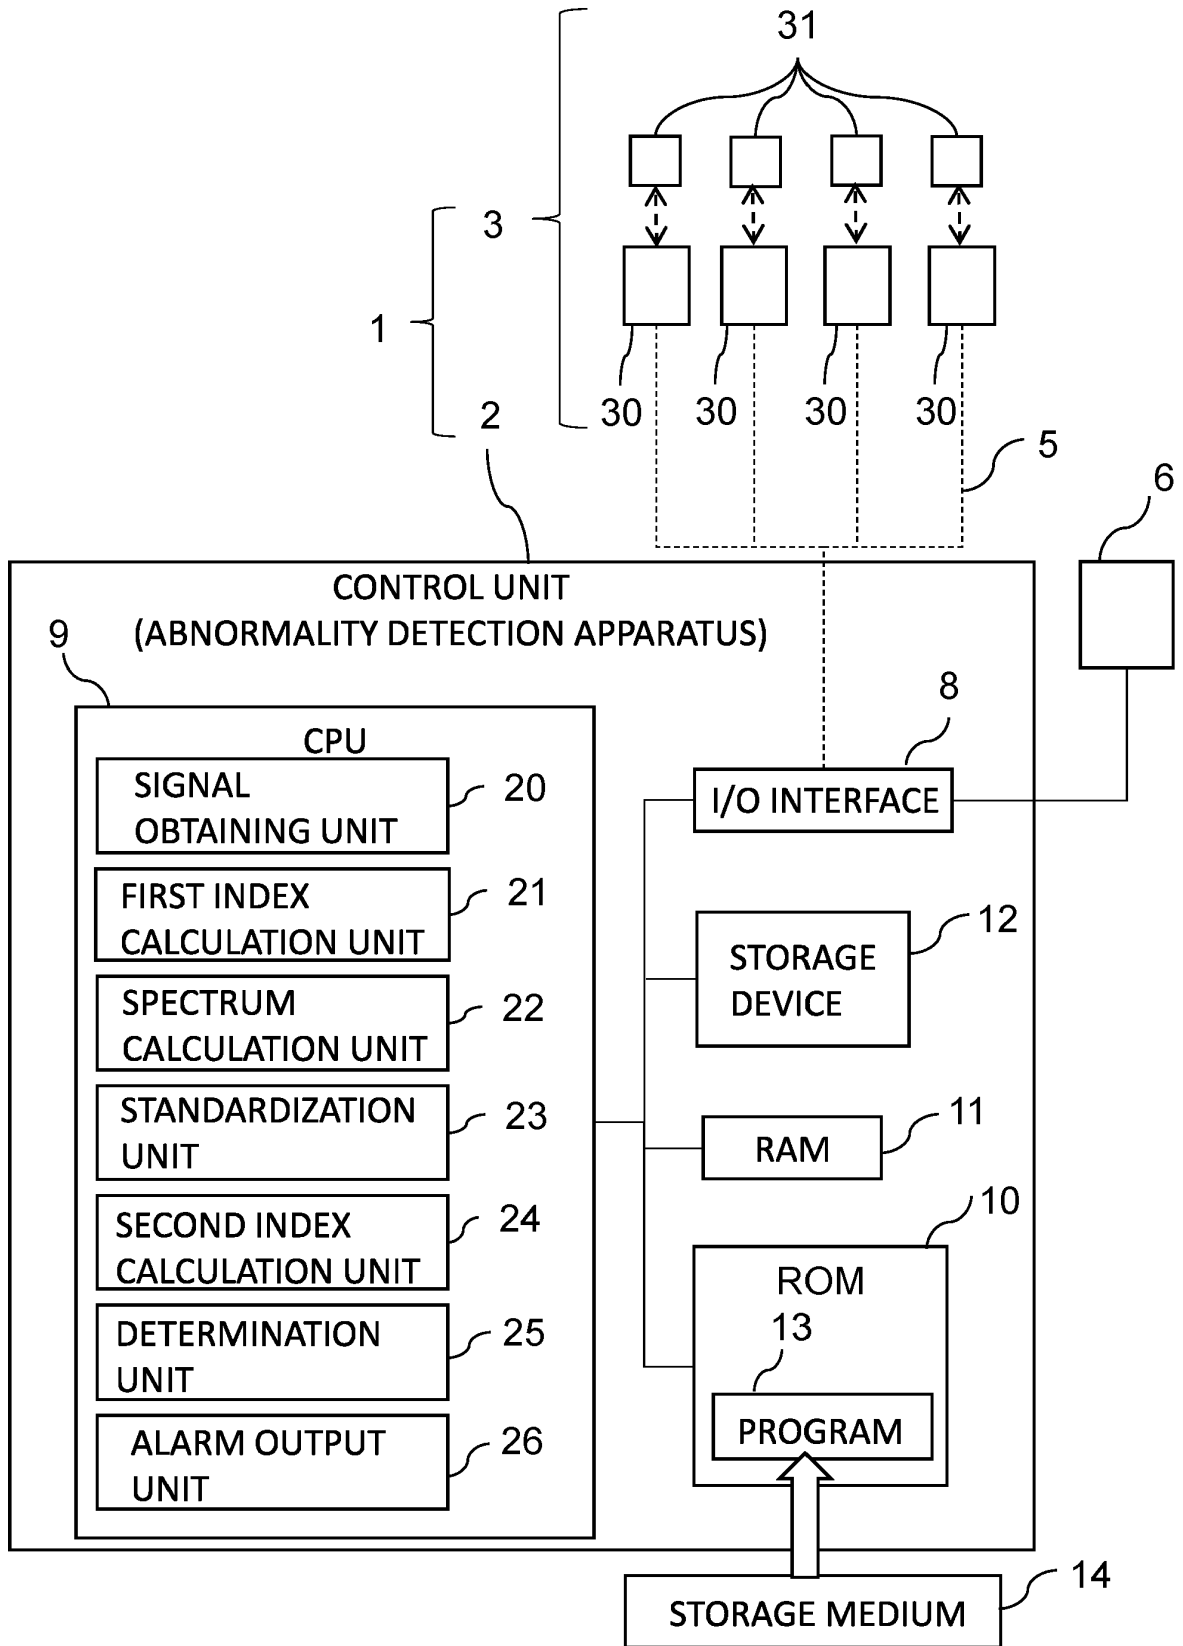 31
3
1
30 30 30 30
2
5
6
CONTROL UNIT
(ABNORMALITY DETECTION APPARATUS)
9
8
CPU
SIGNAL
OBTAINING UNIT
20
I/O INTERFACE
FIRST INDEX
CALCULATION UNIT
21
12
STORAGE
DEVICE
SPECTRUM
CALCULATION UNIT
22
STANDARDIZATION
UNIT
23
11
RAM
SECOND INDEX
CALCULATION UNIT
24
10
ROM
13
PROGRAM
DETERMINATION
UNIT
25
ALARM OUTPUT
UNIT
26
14
STORAGE MEDIUM